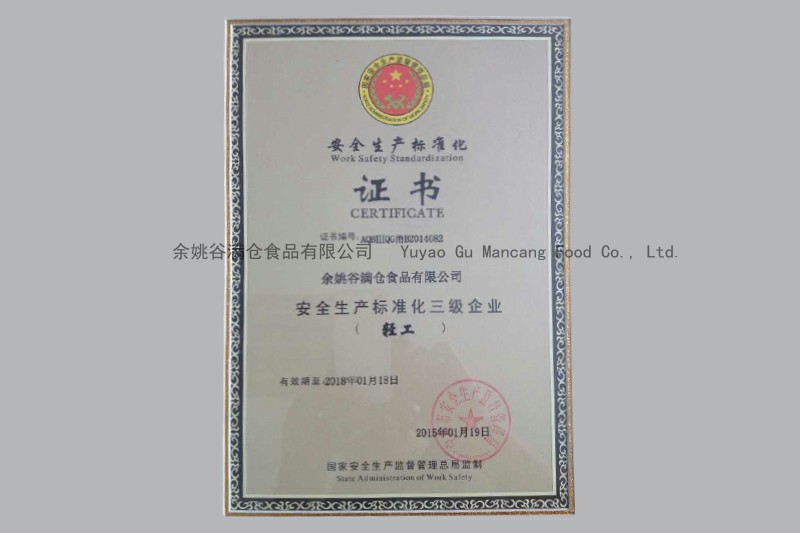 安全生产标准化
Work Safety Standardization
证书
CERTIFICATE
证书编号:
余姚谷满仓食品有限公司 Yuyao Gu Mancang Food Co., Ltd.
余姚谷满仓食品有限公司
安全生产标准化三级企业
( 轻工 )
有效期至:2018年01月18日
2015年01月19日
国家安全生产监督管理总局监制
State Administration of Work Safety